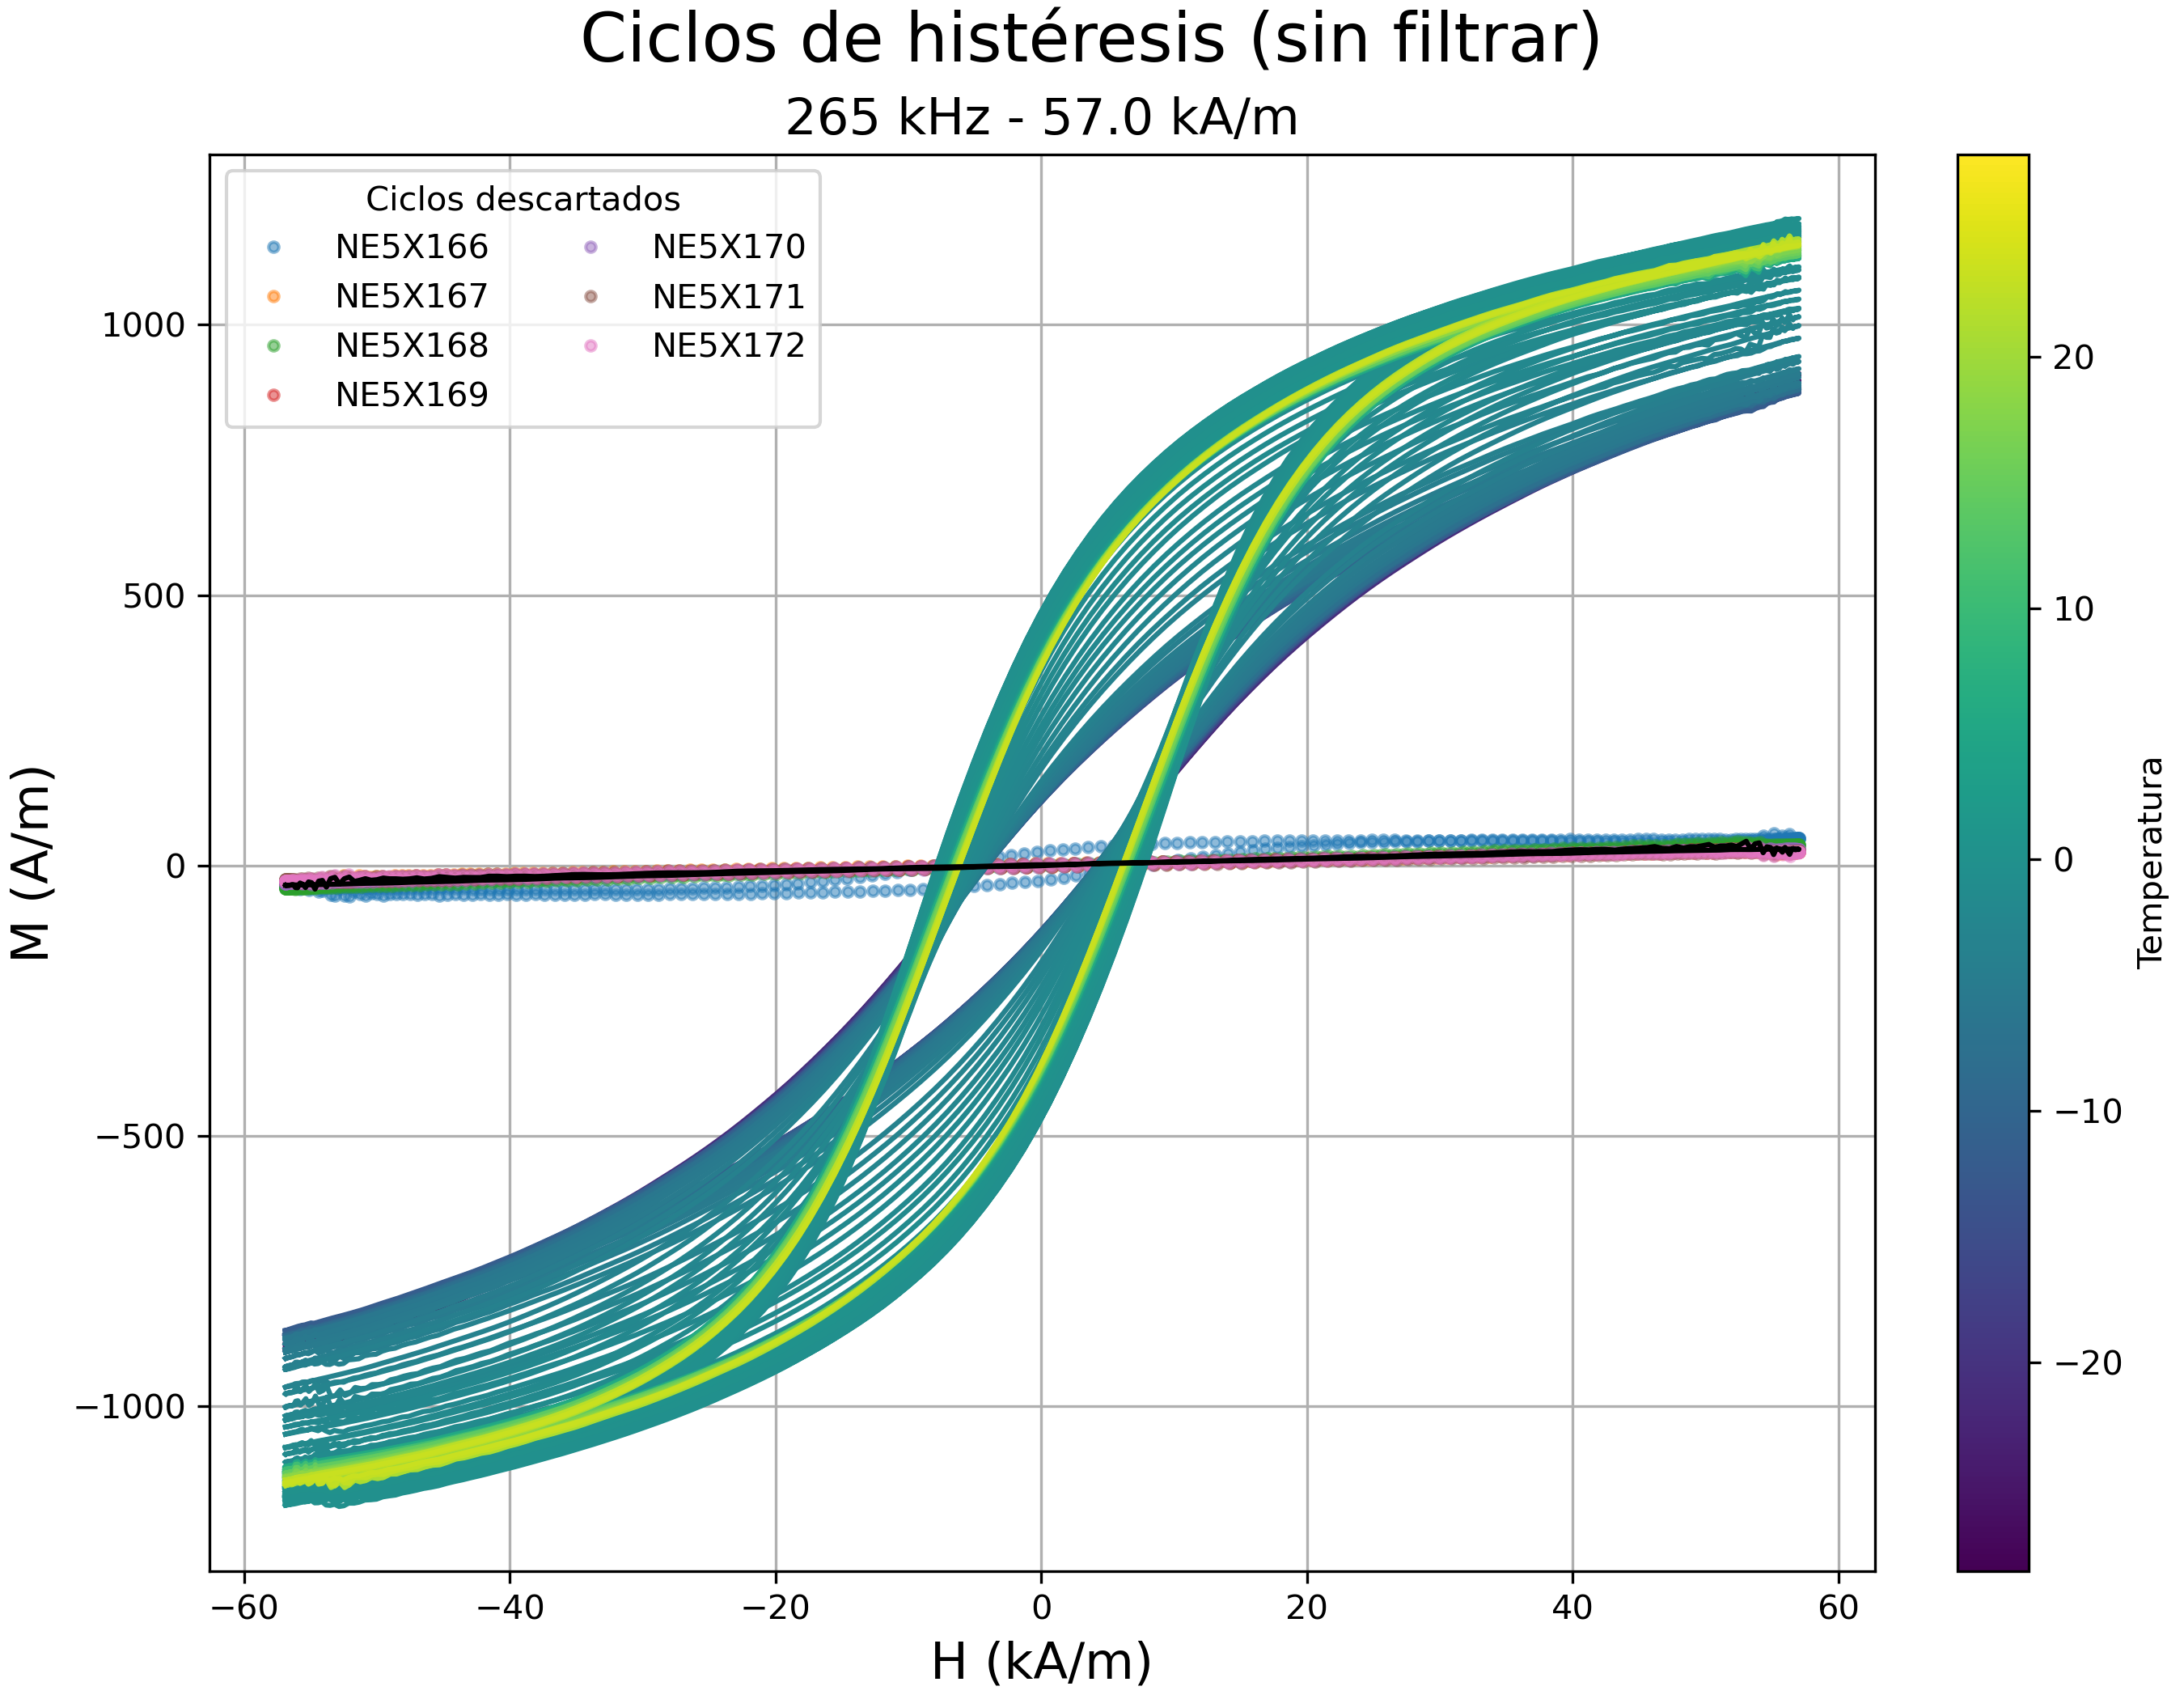 Ciclos de histéresis (sin filtrar)
265 kHz - 57.0 kA/m
Ciclos descartados
NE5X166
NE5X167
NE5X168
NE5X169
NE5X170
NE5X171
NE5X172
M (A/m)
1000
500
0
−500
−1000
−60
−40
−20
0
20
40
60
H (kA/m)
20
10
0
−10
−20
Temperatura